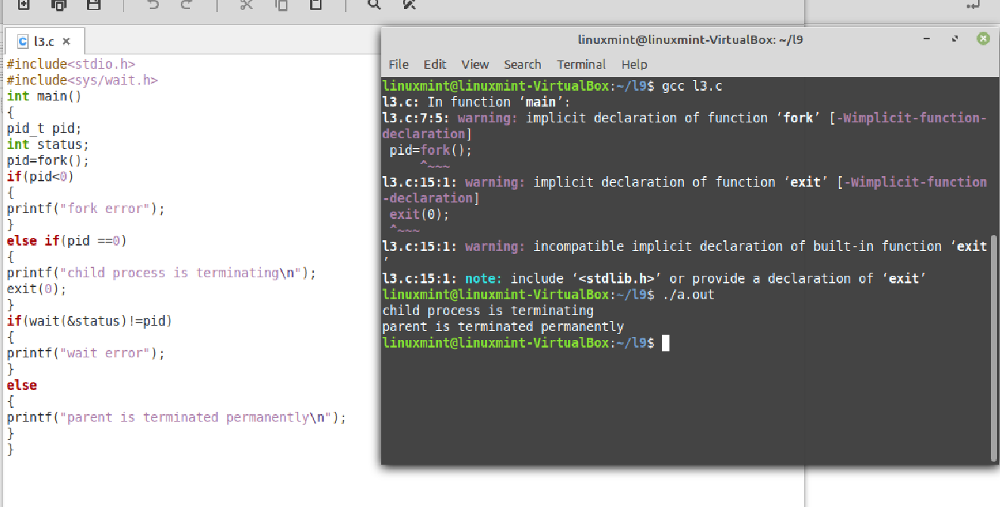 l3.c ×
#include<stdio.h>
#include<sys/wait.h>
int main()
{
pid_t pid;
int status;
pid=fork();
if(pid<0)
{
printf("fork error");
}
else if(pid ==0)
{
printf("child process is terminating\n");
exit(0);
}
if(wait(&status)!=pid)
{
printf("wait error");
}
else
{
printf("parent is terminated permanently\n");
}
}
linuxmint@linuxmint-VirtualBox: ~/l9
File Edit View Search Terminal Help
linuxmint@linuxmint-VirtualBox:~/l9$ gcc l3.c
l3.c: In function ‘main’:
l3.c:7:5: warning: implicit declaration of function ‘fork’ [-Wimplicit-function-
declaration]
pid=fork();
^~~~
l3.c:15:1: warning: implicit declaration of function ‘exit’ [-Wimplicit-function
-declaration]
exit(0);
^~~~
l3.c:15:1: warning: incompatible implicit declaration of built-in function ‘exit
’
l3.c:15:1: note: include ‘<stdlib.h>’ or provide a declaration of ‘exit’
linuxmint@linuxmint-VirtualBox:~/l9$ ./a.out
child process is terminating
parent is terminated permanently
linuxmint@linuxmint-VirtualBox:~/l9$